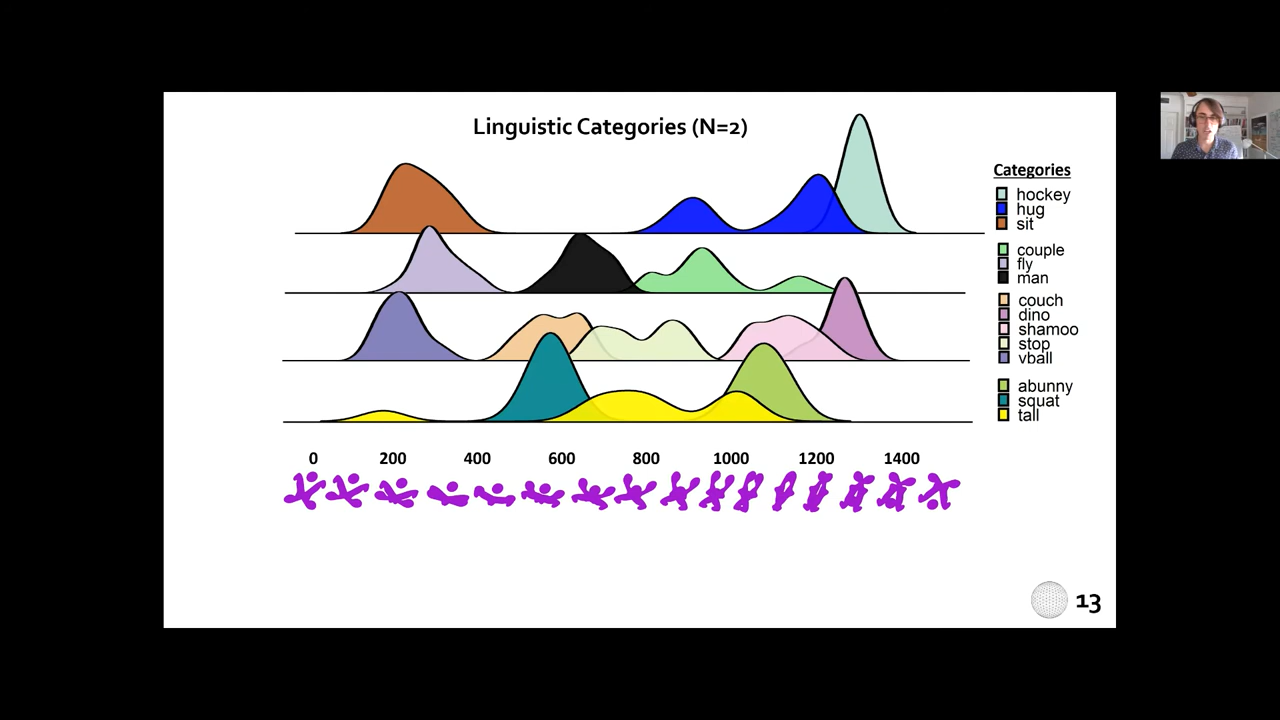 Linguistic Categories (N=2)
Categories
hockey
hug
sit
couple
fly
man
couch
dino
shamoo
stop
vball
abunny
squat
tall
0 200 400 600 800 1000 1200 1400
13